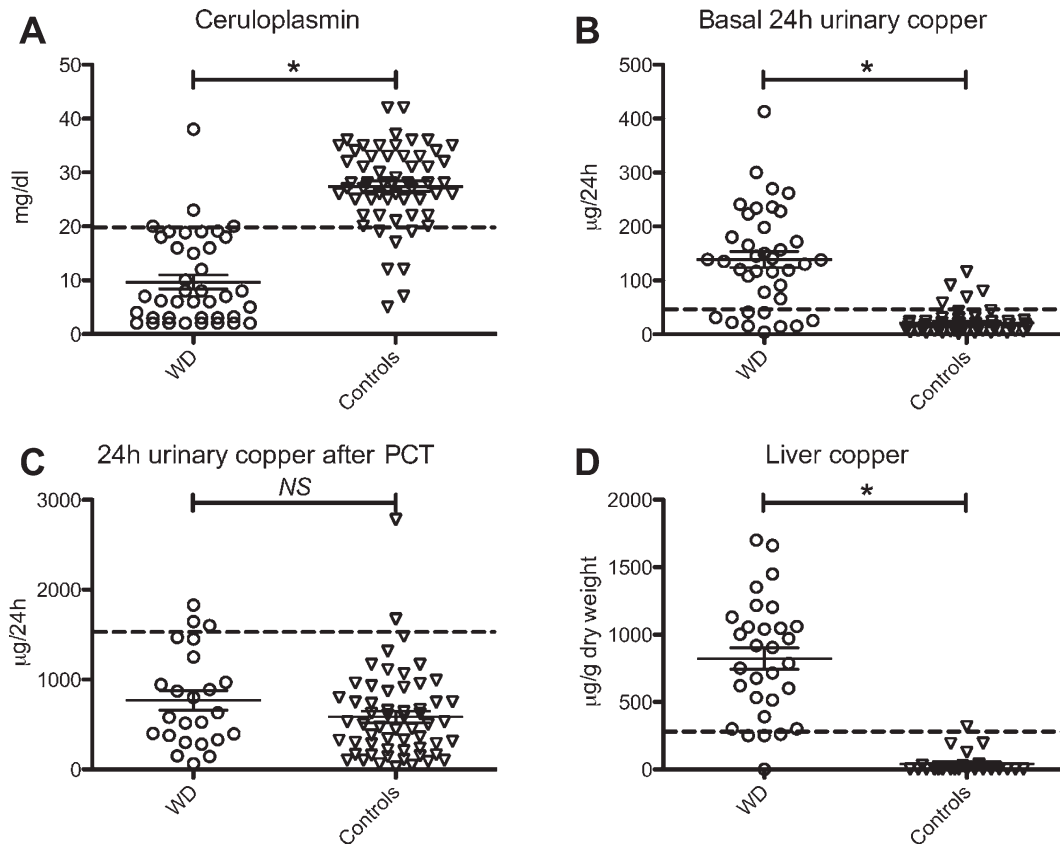 A
Ceruloplasmin
*
50
40
30
20
10
0
mg/dl
WD
Controls
B
Basal 24h urinary copper
*
500
400
300
200
100
0
μg/24h
WD
Controls
C
24h urinary copper after PCT
NS
3000
2000
1000
0
μg/24h
WD
Controls
D
Liver copper
*
2000
1500
1000
500
0
μg/g dry weight
WD
Controls